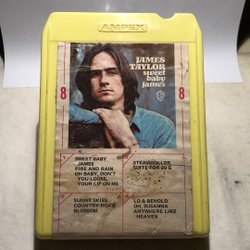 AMPEX
JAMES
TAYLOR
sweet
baby
james
8
8
SWEET BABY
JAMES
FIRE AND RAIN
OH BABY, DON'T
YOU LOOSE
YOUR LIP ON ME
STEAMROLLER
SUITE FOR 20 G
SUNNY SKIES
COUNTRY ROAD
BLOSSOM
LO & BEHOLD
OH, SUSANNA
ANYWHERE LIKE
HEAVEN